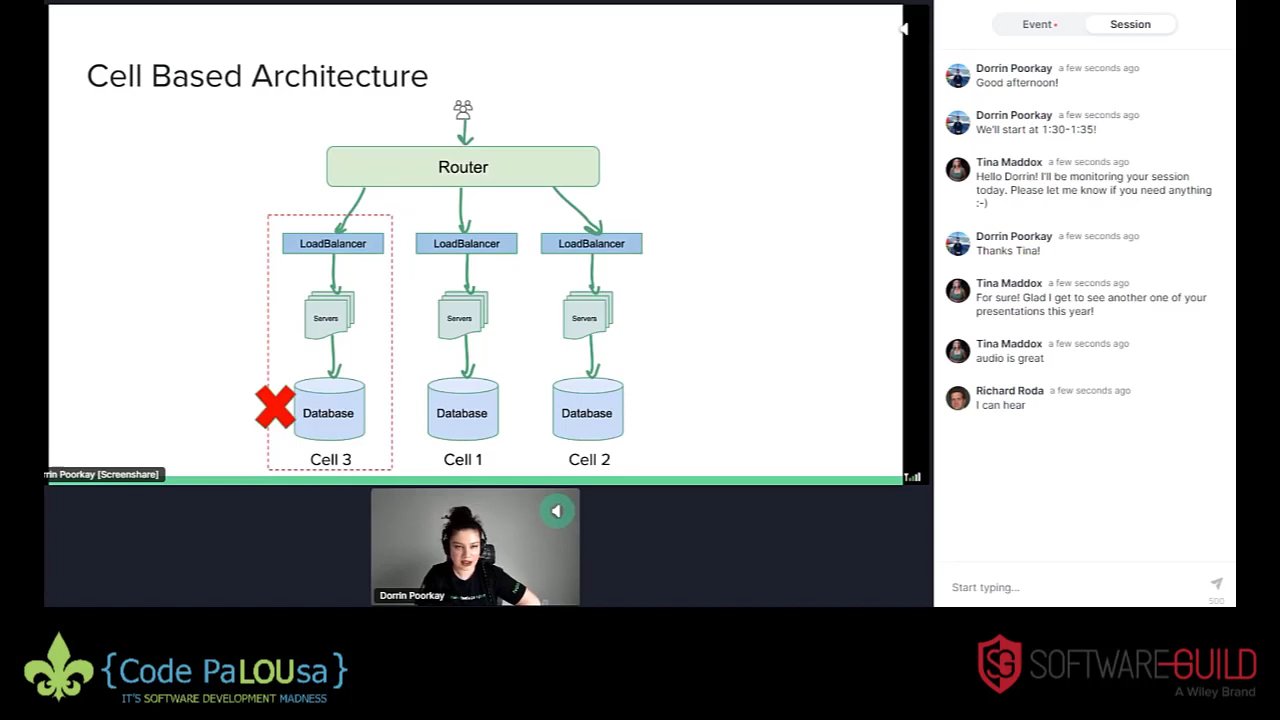 Cell Based Architecture
Router
LoadBalancer
LoadBalancer
LoadBalancer
Servers
Servers
Servers
Database
Database
Database
Cell 3
Cell 1
Cell 2
rrin Poorkay [Screenshare]
Dorrin Poorkay
Event
Session
Dorrin Poorkay a few seconds ago
Good afternoon!
Dorrin Poorkay a few seconds ago
We'll start at 1:30-1:35!
Tina Maddox a few seconds ago
Hello Dorrin! I'll be monitoring your session
today. Please let me know if you need anything
:-)
Dorrin Poorkay a few seconds ago
Thanks Tina!
Tina Maddox a few seconds ago
For sure! Glad I get to see another one of your
presentations this year!
Tina Maddox a few seconds ago
audio is great
Richard Roda a few seconds ago
I can hear
Start typing...
500
{Code PaLOUsa}
IT'S SOFTWARE DEVELOPMENT MADNESS
SG
SOFTWARE GUILD
A Wiley Brand